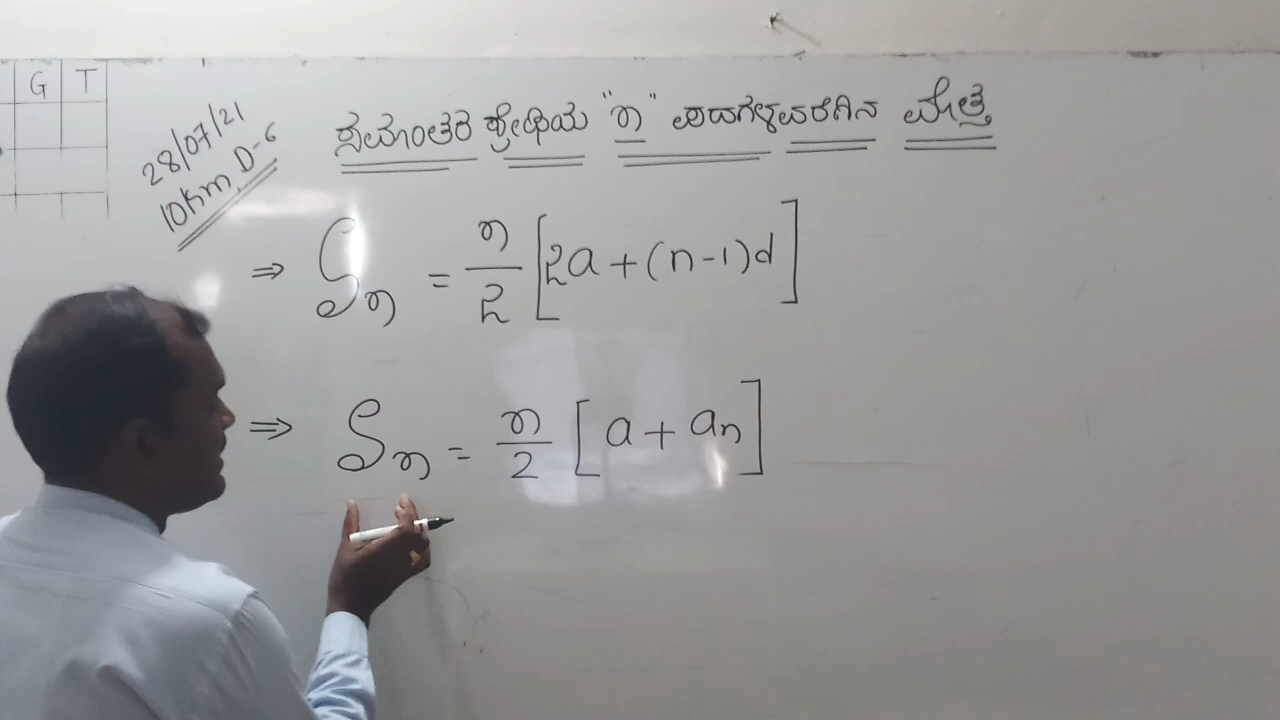 G T
28/07/21
10km D-6
ಸಮಾಂತರ ಶ್ರೇಢಿಯ "n" ಪದಗಳವರೆಗಿನ ಮೊತ್ತ
⇒ Sn = n/2 [2a + (n-1)d]
⇒ Sn = n/2 [a + an]